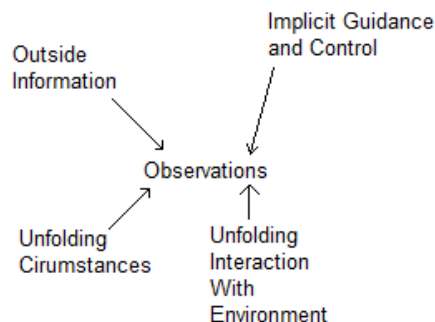 Implicit Guidance
and Control
Outside
Information
Observations
Unfolding
Cirumstances
Unfolding
Interaction
With
Environment